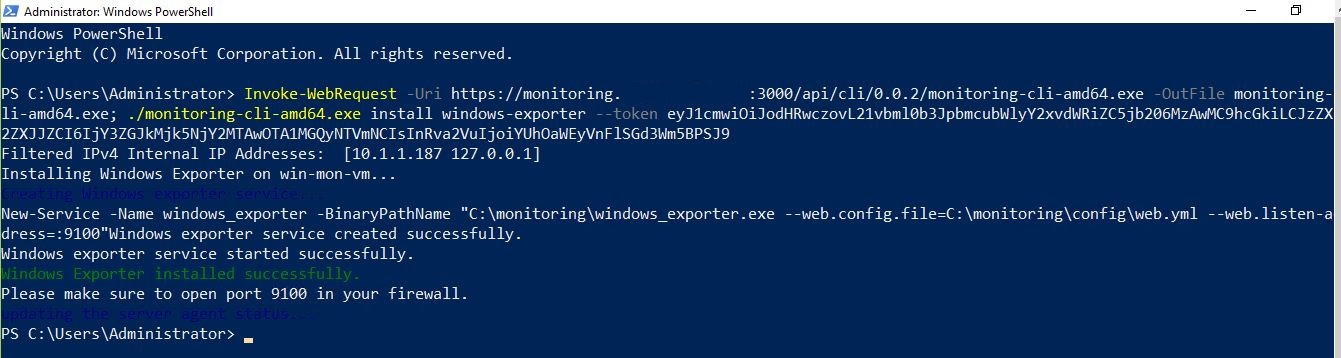 Administrator: Windows PowerShell
Windows PowerShell
Copyright (C) Microsoft Corporation. All rights reserved.
PS C:\Users\Administrator> Invoke-WebRequest -Uri https://monitoring. :3000/api/cli/0.0.2/monitoring-cli-amd64.exe -OutFile monitoring-
li-amd64.exe; ./monitoring-cli-amd64.exe install windows-exporter --token eyJ1cmwiOiJodHRwczovL21vbml0b3JpbmcubWlyY2xvdWRiZC5jb206MzAwMC9hcGkiLCJzZX
2ZXJJZCI6IjY3ZGJkMjk5NjY2MTAwOTA1MGQyNTVmNCIsInRva2VuIjoiYUhOaWEyVnFlSGd3Wm5BPSJ9
Filtered IPv4 Internal IP Addresses:  [10.1.1.187 127.0.0.1]
Installing Windows Exporter on win-mon-vm...
Creating Windows exporter service...
New-Service -Name windows_exporter -BinaryPathName "C:\monitoring\windows_exporter.exe --web.config.file=C:\monitoring\config\web.yml --web.listen-a
dress=:9100"Windows exporter service created successfully.
Windows exporter service started successfully.
Windows Exporter installed successfully.
Please make sure to open port 9100 in your firewall.
updating the server agent status...
PS C:\Users\Administrator>